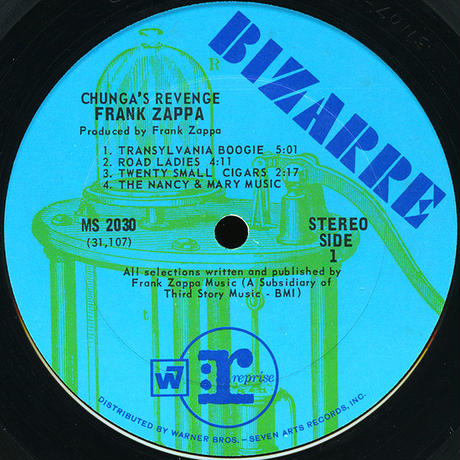 BIZARRE
R
CHUNGA'S REVENGE
FRANK ZAPPA
Produced by Frank Zappa
1. TRANSYLVANIA BOOGIE 5:01
2. ROAD LADIES 4:11
3. TWENTY SMALL CIGARS 2:17
4. THE NANCY & MARY MUSIC
MS 2030
(31,107)
STEREO
SIDE
1
All selections written and published by
Frank Zappa Music (A Subsidiary of
Third Story Music - BMI)
W7
r:
reprise
DISTRIBUTED BY WARNER BROS. – SEVEN ARTS RECORDS, INC.